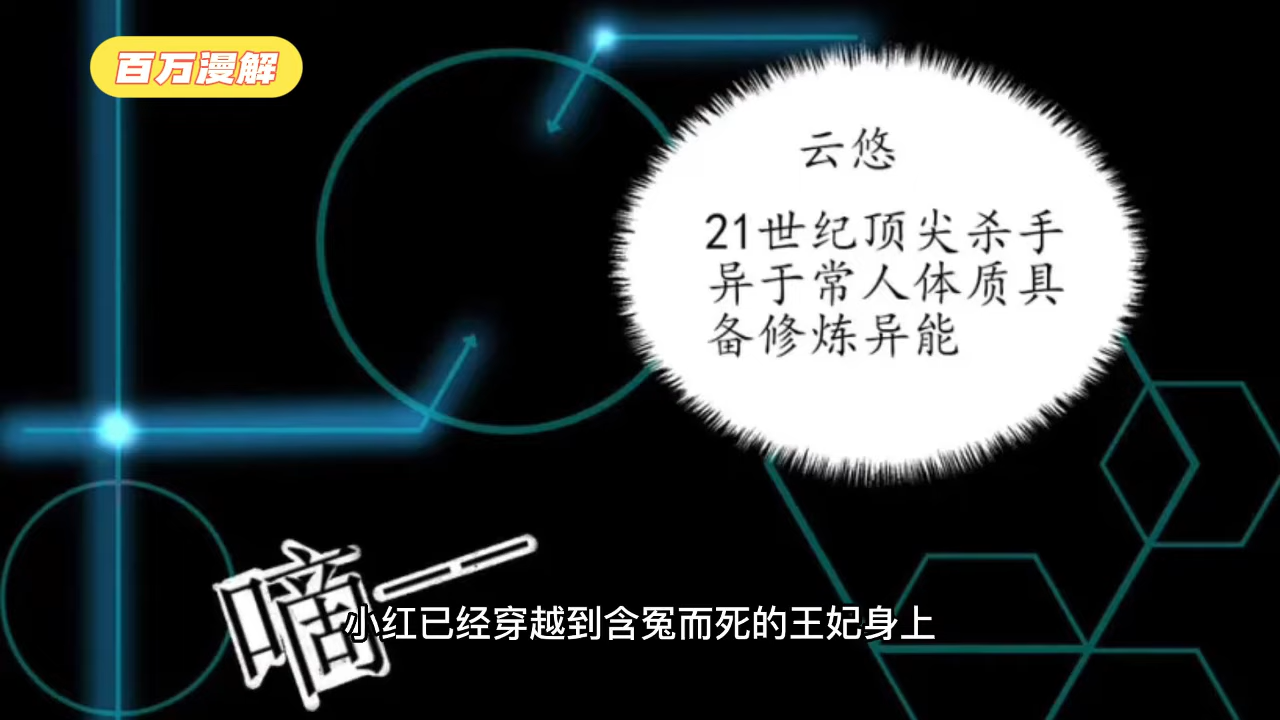 百万漫解
云悠
21世纪顶尖杀手
异于常人体质具
备修炼异能
嘀—
小红已经穿越到含冤而死的王妃身上